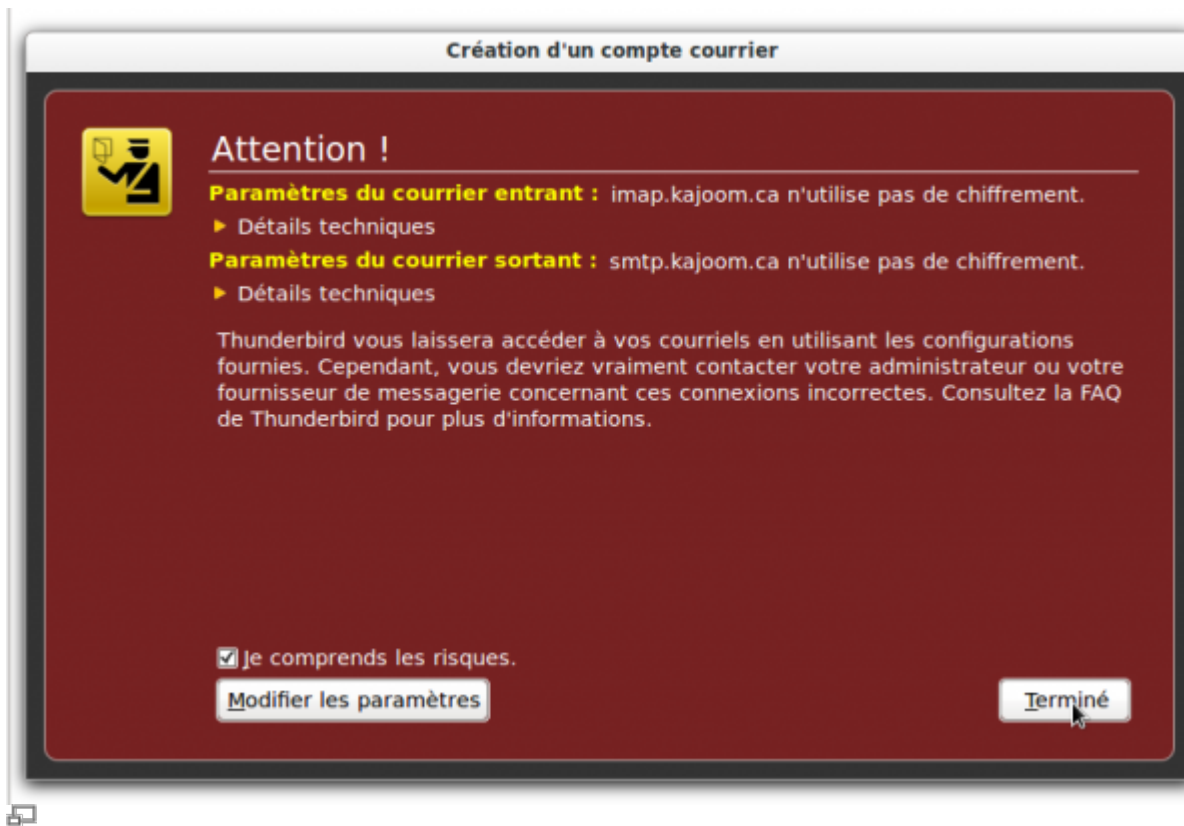 Création d'un compte courrier
Attention !
Paramètres du courrier entrant : imap.kajoom.ca n'utilise pas de chiffrement.
Détails techniques
Paramètres du courrier sortant : smtp.kajoom.ca n'utilise pas de chiffrement.
Détails techniques
Thunderbird vous laissera accéder à vos courriels en utilisant les configurations
fournies. Cependant, vous devriez vraiment contacter votre administrateur ou votre
fournisseur de messagerie concernant ces connexions incorrectes. Consultez la FAQ
de Thunderbird pour plus d'informations.
Je comprends les risques.
Modifier les paramètres
Terminé